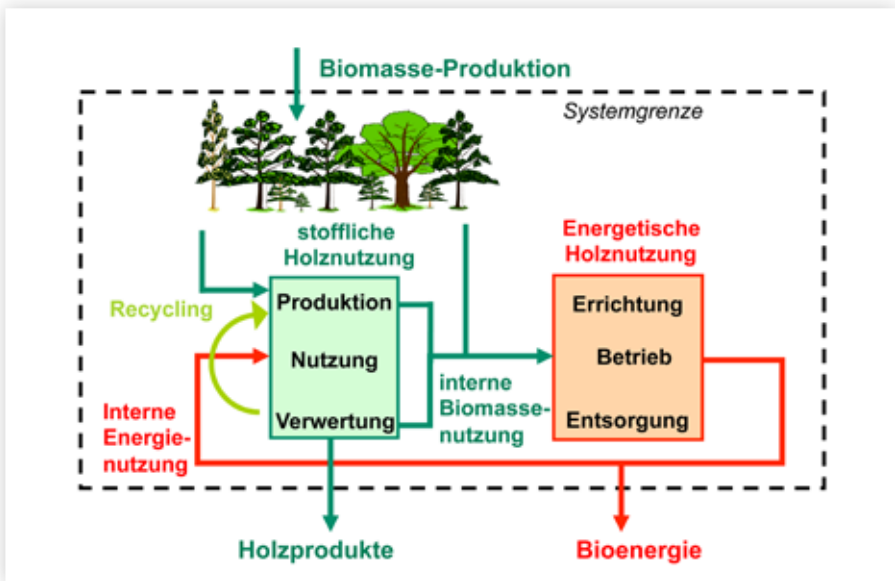 Biomasse-Produktion
Systemgrenze
stoffliche
Holznutzung
Energetische
Holznutzung
Recycling
Produktion
Nutzung
Verwertung
Errichtung
Betrieb
Entsorgung
interne
Biomasse-
nutzung
Interne
Energie-
nutzung
Holzprodukte
Bioenergie